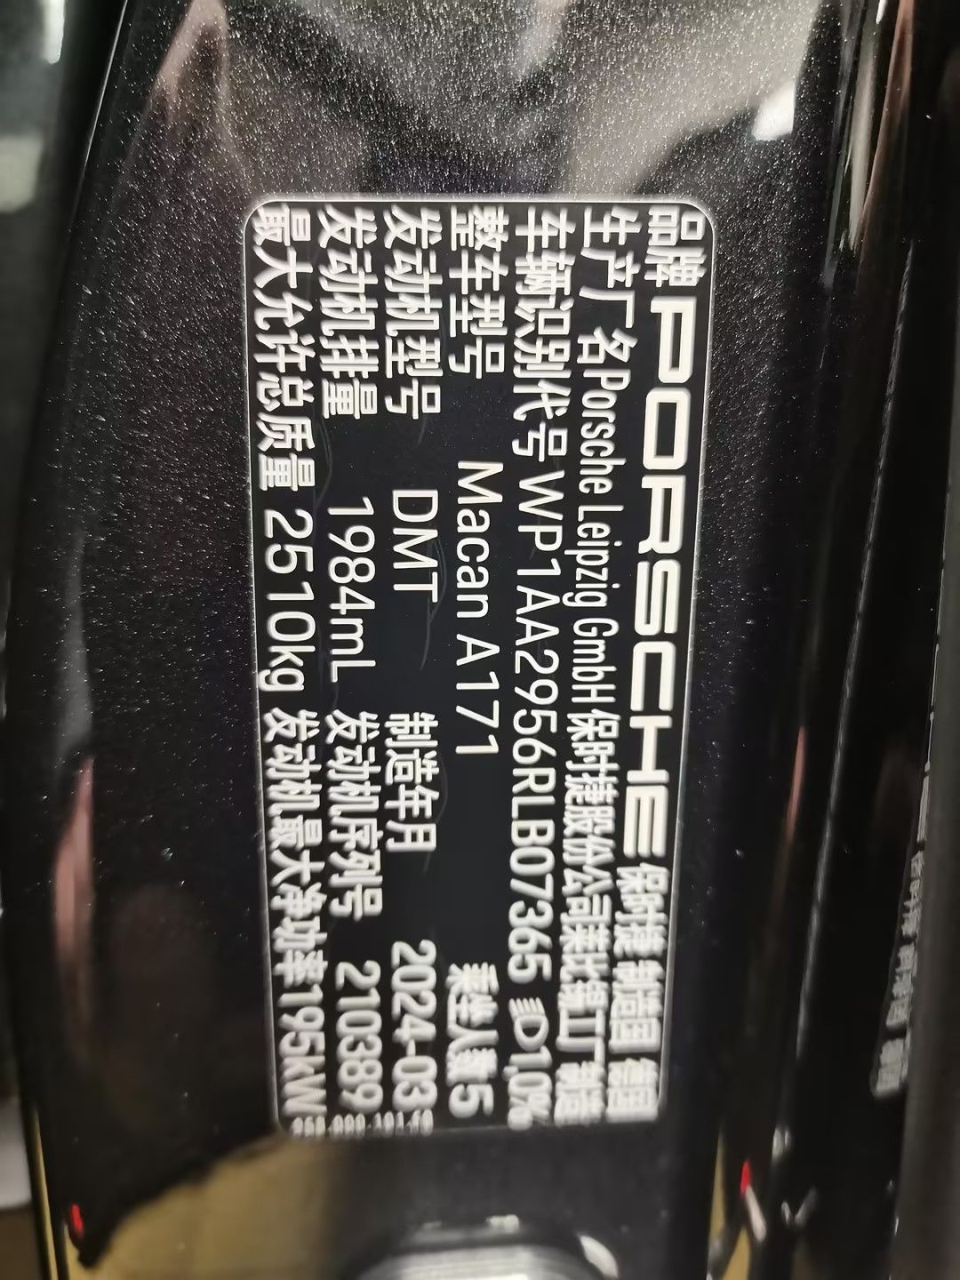 品牌 PORSCHE 保时捷 制造国 德国
生产厂名 Porsche Leipzig GmbH 保时捷股份公司莱比锡工厂 制造
车辆识别代号 WP1AA2956RLB07365 1,0%
整车型号 Macan A171 乘坐人数 5
发动机型号 DMT 制造年月 2024-03
发动机排量 1984mL 发动机序列号 210389
最大允许总质量 2510kg 发动机最大净功率 195kW